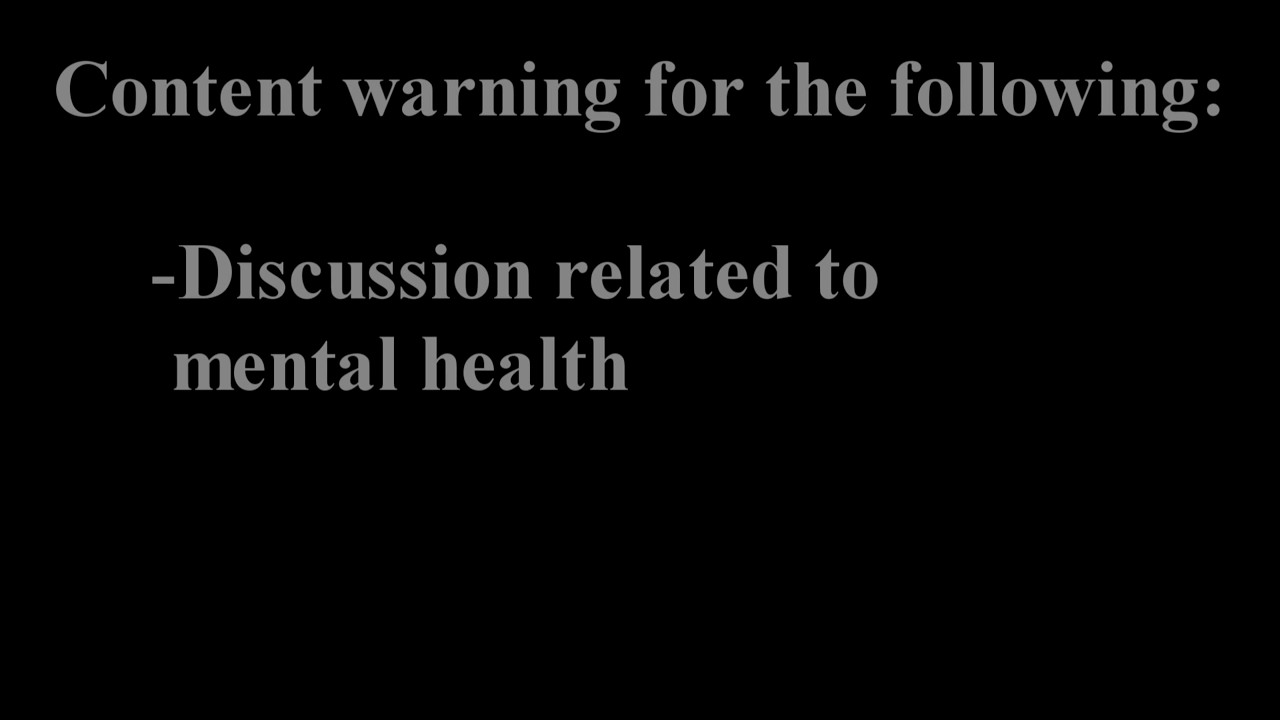 Content warning for the following:
-Discussion related to
mental health